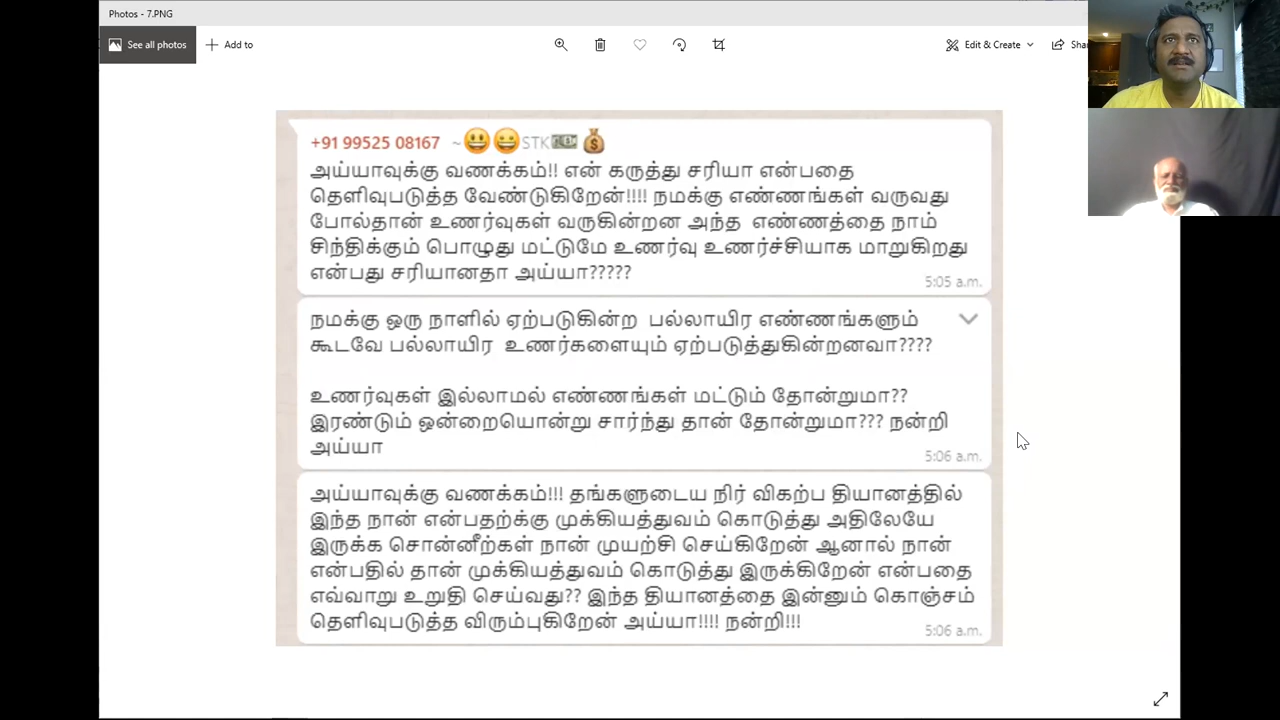 Photos - 7.PNG
See all photos
Add to
Edit & Create
Shar
+91 99525 08167 ~😃😀STK💵💰
அய்யாவுக்கு வணக்கம்!! என் கருத்து சரியா என்பதை
தெளிவுபடுத்த வேண்டுகிறேன்!!!! நமக்கு எண்ணங்கள் வருவது
போல்தான் உணர்வுகள் வருகின்றன அந்த எண்ணத்தை நாம்
சிந்திக்கும் பொழுது மட்டுமே உணர்வு உணர்ச்சியாக மாறுகிறது
என்பது சரியானதா அய்யா?????
5:05 a.m.
நமக்கு ஒரு நாளில் ஏற்படுகின்ற பல்லாயிர எண்ணங்களும்
கூடவே பல்லாயிர உணர்களையும் ஏற்படுத்துகின்றனவா????
உணர்வுகள் இல்லாமல் எண்ணங்கள் மட்டும் தோன்றுமா??
இரண்டும் ஒன்றையொன்று சார்ந்து தான் தோன்றுமா??? நன்றி
அய்யா
5:06 a.m.
அய்யாவுக்கு வணக்கம்!!! தங்களுடைய நிர் விகற்ப தியானத்தில்
இந்த நான் என்பதற்க்கு முக்கியத்துவம் கொடுத்து அதிலேயே
இருக்க சொன்னீற்கள் நான் முயற்சி செய்கிறேன் ஆனால் நான்
என்பதில் தான் முக்கியத்துவம் கொடுத்து இருக்கிறேன் என்பதை
எவ்வாறு உறுதி செய்வது?? இந்த தியானத்தை இன்னும் கொஞ்சம்
தெளிவுபடுத்த விரும்புகிறேன் அய்யா!!!! நன்றி!!!
5:06 a.m.